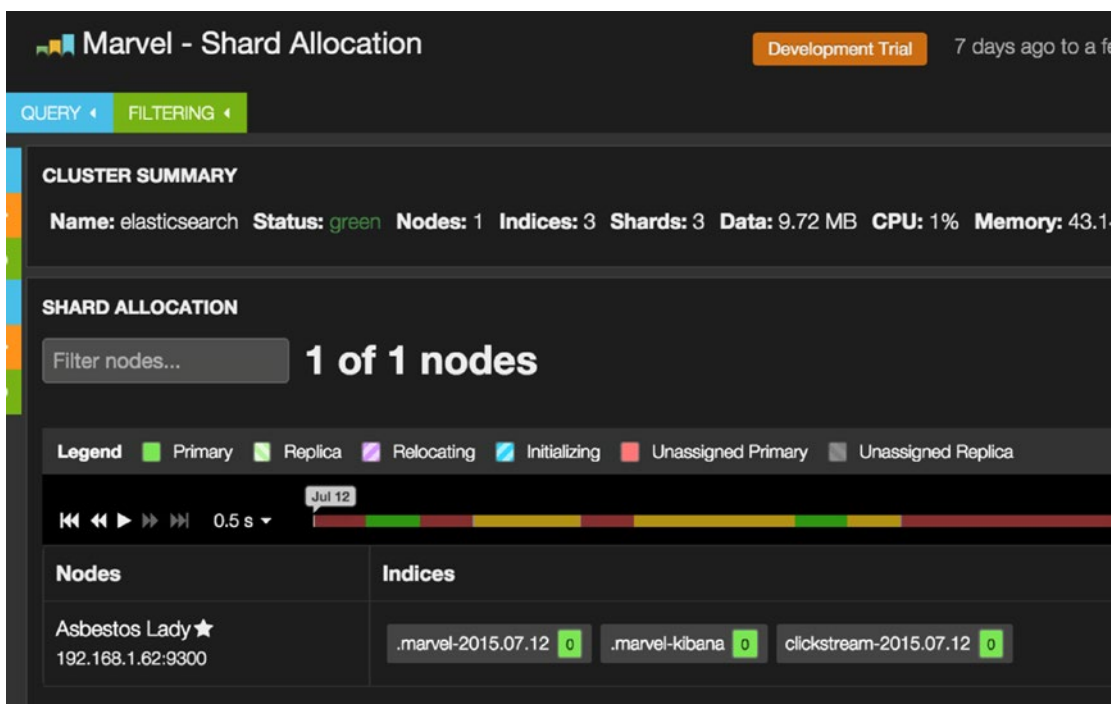 Marvel - Shard Allocation
Development Trial
7 days ago to a fe
QUERY
FILTERING
CLUSTER SUMMARY
Name: elasticsearch Status: green Nodes: 1 Indices: 3 Shards: 3 Data: 9.72 MB CPU: 1% Memory: 43.1
SHARD ALLOCATION
Filter nodes...
1 of 1 nodes
Legend Primary Replica Relocating Initializing Unassigned Primary Unassigned Replica
Jul 12
0.5 s
Nodes Indices
Asbestos Lady
192.168.1.62:9300
.marvel-2015.07.12 0 .marvel-kibana 0 clickstream-2015.07.12 0